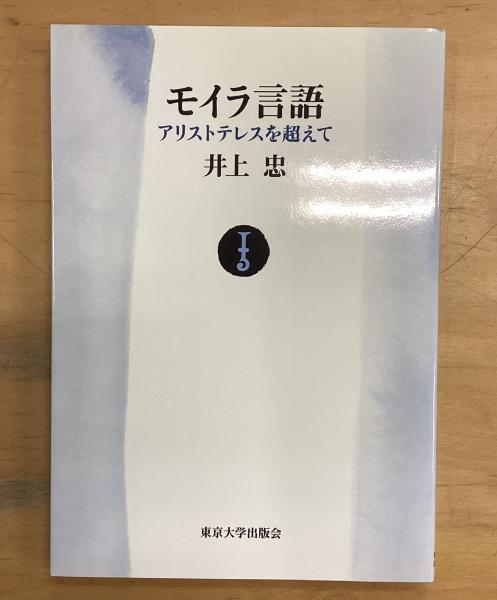 モイラ言語
アリストテレスを超えて
井上 忠
東京大学出版会